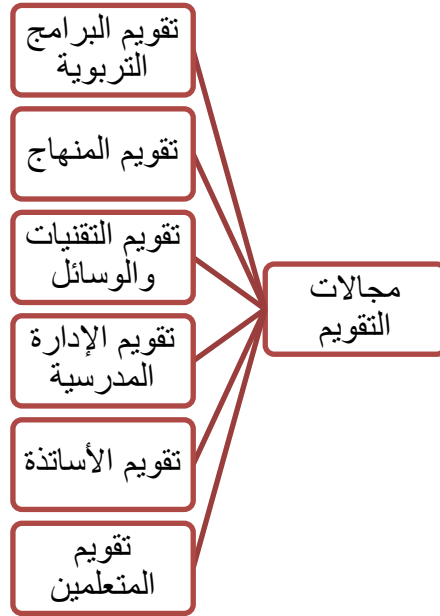 مجالات
التقويم
تقويم البرامج
التربوية
تقويم المنهاج
تقويم التقنيات
والوسائل
تقويم الإدارة
المدرسية
تقويم الأساتذة
تقويم
المتعلمين